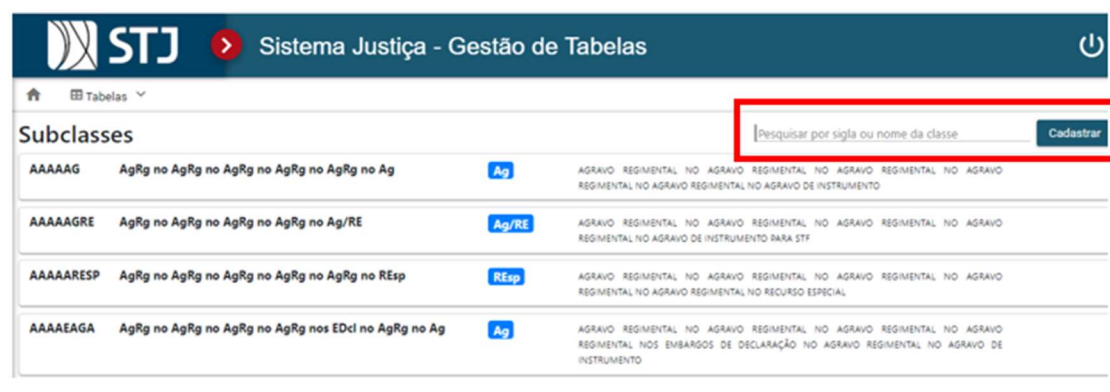 STJ Sistema Justiça - Gestão de Tabelas
Tabelas
Subclasses
Pesquisar por sigla ou nome da classe Cadastrar
AAAAAG AgRg no AgRg no AgRg no AgRg no AgRg no Ag Ag AGRAVO REGIMENTAL NO AGRAVO REGIMENTAL NO AGRAVO REGIMENTAL NO AGRAVO
REGIMENTAL NO AGRAVO REGIMENTAL NO AGRAVO DE INSTRUMENTO
AAAAAGRE AgRg no AgRg no AgRg no AgRg no Ag/RE Ag/RE AGRAVO REGIMENTAL NO AGRAVO REGIMENTAL NO AGRAVO REGIMENTAL NO AGRAVO
REGIMENTAL NO AGRAVO DE INSTRUMENTO PARA STF
AAAAARESP AgRg no AgRg no AgRg no AgRg no AgRg no REsp REsp AGRAVO REGIMENTAL NO AGRAVO REGIMENTAL NO AGRAVO REGIMENTAL NO AGRAVO
REGIMENTAL NO AGRAVO REGIMENTAL NO RECURSO ESPECIAL
AAAAEAGA AgRg no AgRg no AgRg no AgRg nos EDcl no AgRg no Ag Ag AGRAVO REGIMENTAL NO AGRAVO REGIMENTAL NO AGRAVO REGIMENTAL NO AGRAVO
REGIMENTAL NOS EMBARGOS DE DECLARAÇÃO NO AGRAVO REGIMENTAL NO AGRAVO DE
INSTRUMENTO